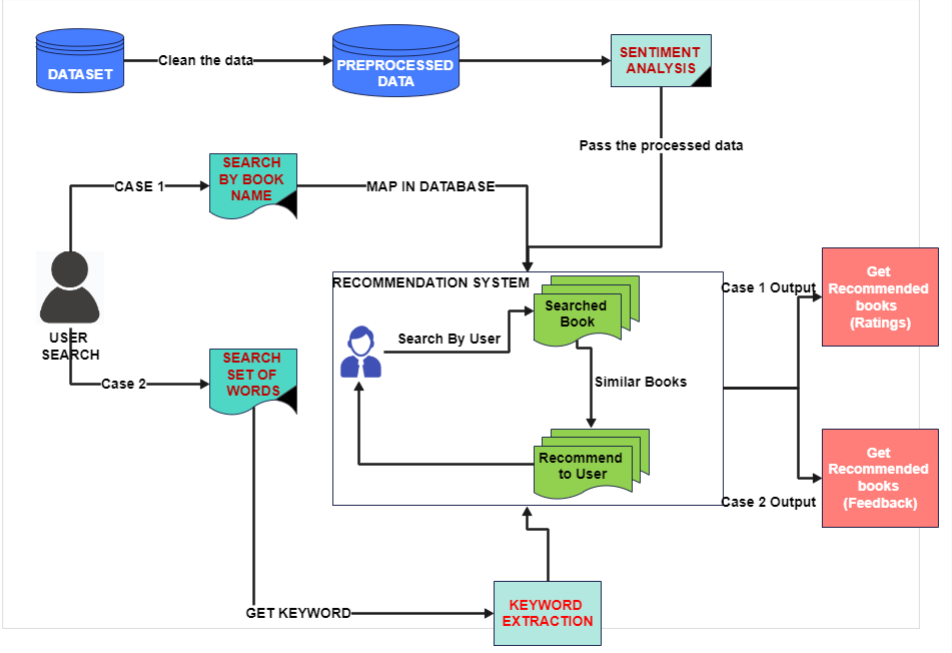 DATASET
Clean the data
PREPROCESSED
DATA
SENTIMENT
ANALYSIS
Pass the processed data
CASE 1
SEARCH
BY BOOK
NAME
MAP IN DATABASE
USER
SEARCH
Case 2
SEARCH
SET OF
WORDS
GET KEYWORD
KEYWORD
EXTRACTION
RECOMMENDATION SYSTEM
Search By User
Searched
Book
Similar Books
Recommend
to User
Case 1 Output
Get
Recommended
books
(Ratings)
Case 2 Output
Get
Recommended
books
(Feedback)